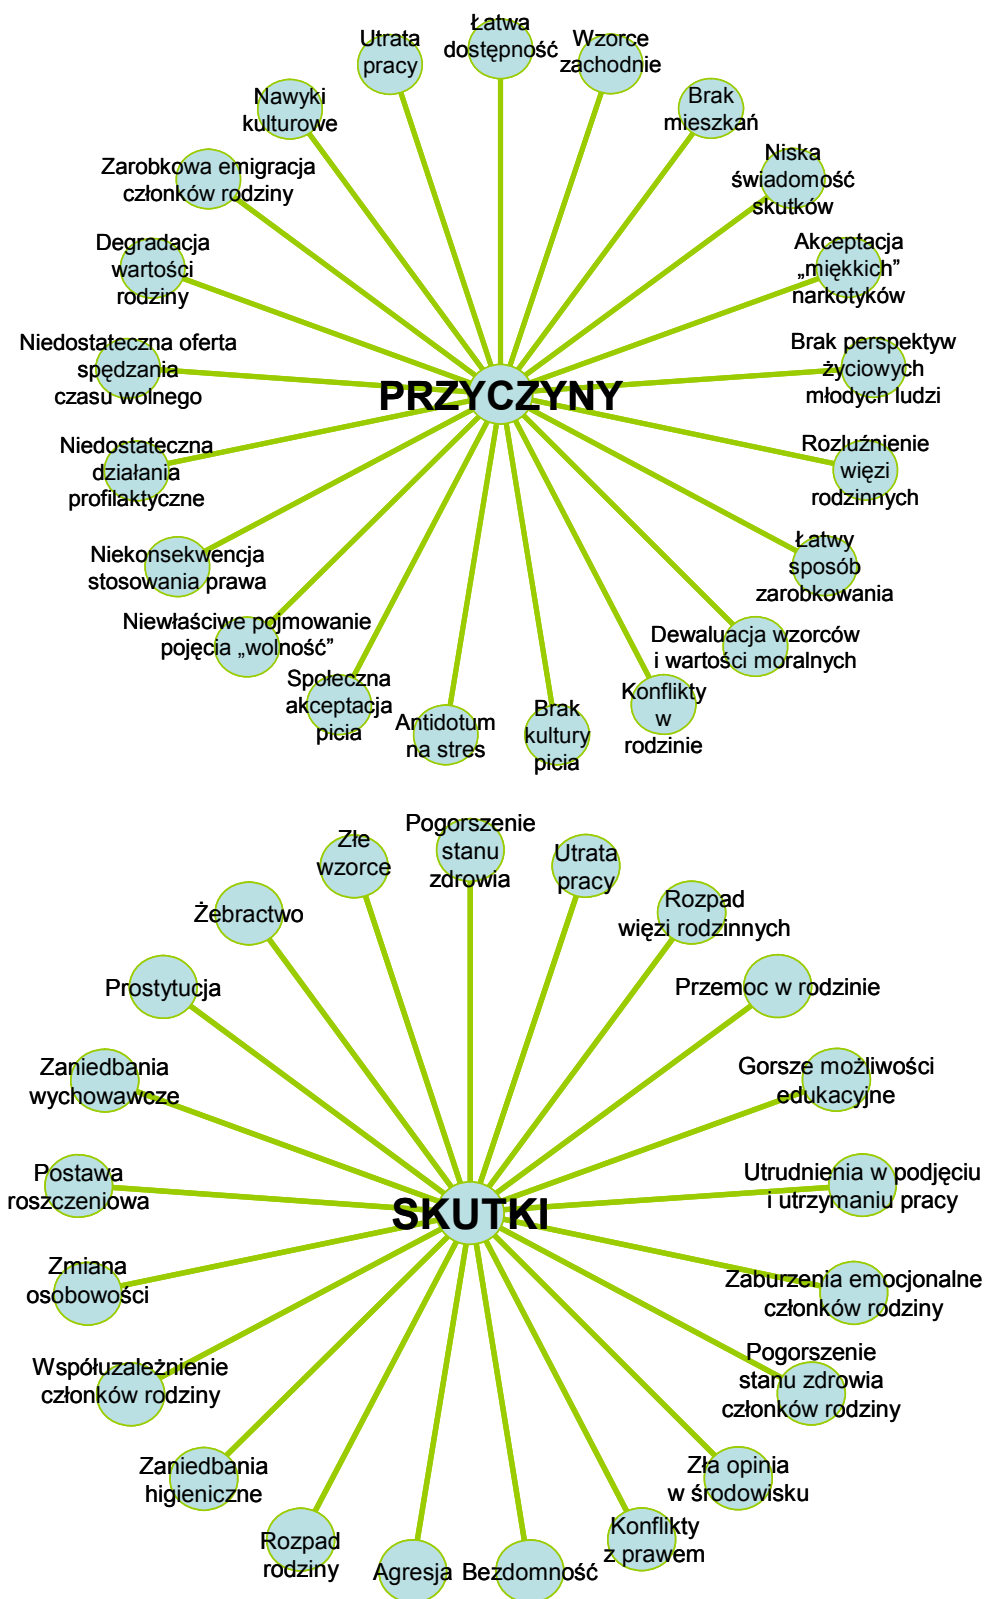 Łatwa
dostępność
Wzorce
zachodnie
Brak
mieszkań
Niska
świadomość
skutków
Akceptacja
„miękkich”
narkotyków
Brak perspektyw
życiowych
młodych ludzi
Rozluźnienie
więzi
rodzinnych
Łatwy
sposób
zarobkowania
Dewaluacja wzorców
i wartości moralnych
Konflikty
w
rodzinie
Brak
kultury
picia
Antidotum
na stres
Społeczna
akceptacja
picia
Niewłaściwe pojmowanie
pojęcia „wolność”
Niekonsekwencja
stosowania prawa
Niedostateczna
działania
profilaktyczne
Niedostateczna oferta
spędzania
czasu wolnego
Degradacja
wartości
rodziny
Zarobkowa emigracja
członków rodziny
Nawyki
kulturowe
Utrata
pracy
PRZYCZYNY
Pogorszenie
stanu
zdrowia
Utrata
pracy
Rozpad
więzi rodzinnych
Przemoc w rodzinie
Gorsze możliwości
edukacyjne
Utrudnienia w podjęciu
i utrzymaniu pracy
Zaburzenia emocjonalne
członków rodziny
Pogorszenie
stanu zdrowia
członków rodziny
Zła opinia
w środowisku
Konflikty
z prawem
Bezdomność
Agresja
Rozpad
rodziny
Zaniedbania
higieniczne
Współuzależnienie
członków rodziny
Zmiana
osobowości
Postawa
roszczeniowa
Zaniedbania
wychowawcze
Prostytucja
Żebractwo
Złe
wzorce
SKUTKI